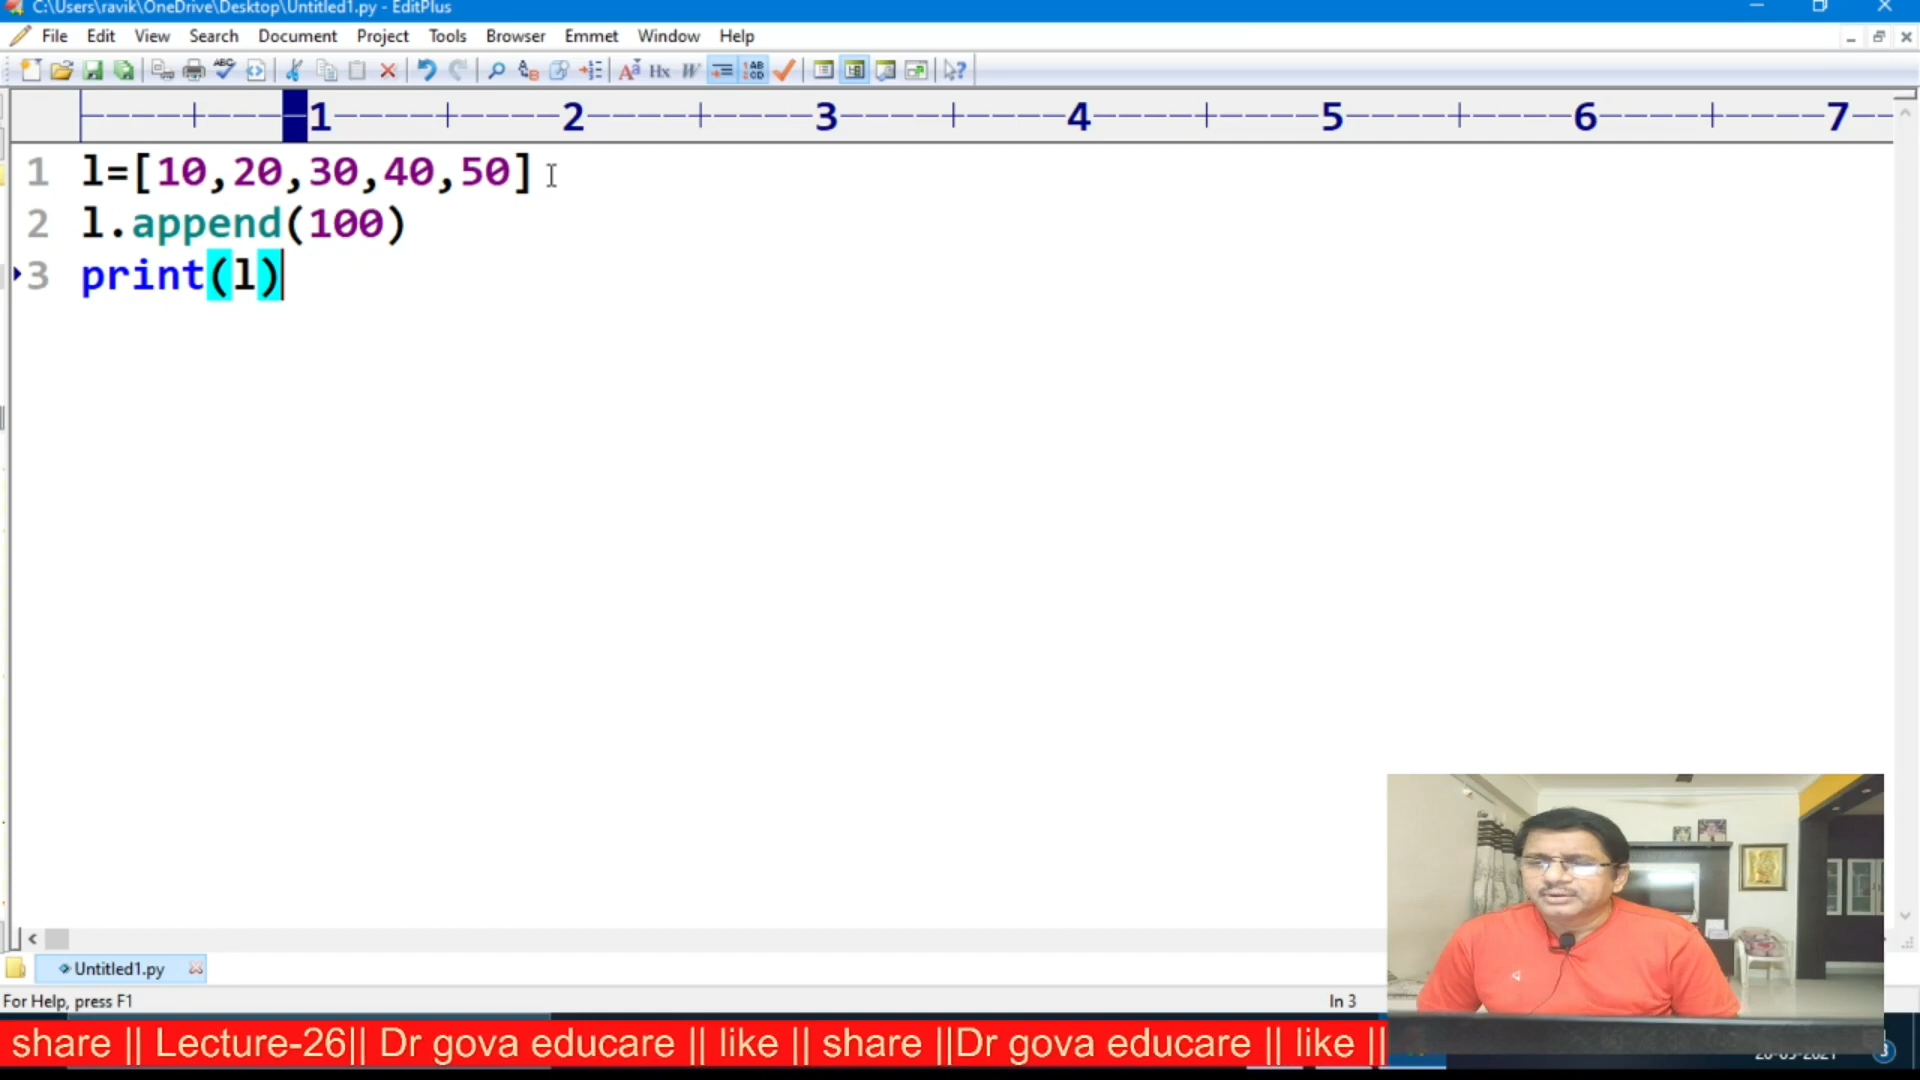 C:\Users\ravik\OneDrive\Desktop\Untitled1.py - EditPlus
File Edit View Search Document Project Tools Browser Emmet Window Help
1 2 3 4 5 6 7
1 l=[10,20,30,40,50]
2 l.append(100)
3 print(l)
Untitled1.py
For Help, press F1
ln 3
share || Lecture-26|| Dr gova educare || like || share ||Dr gova educare || like ||